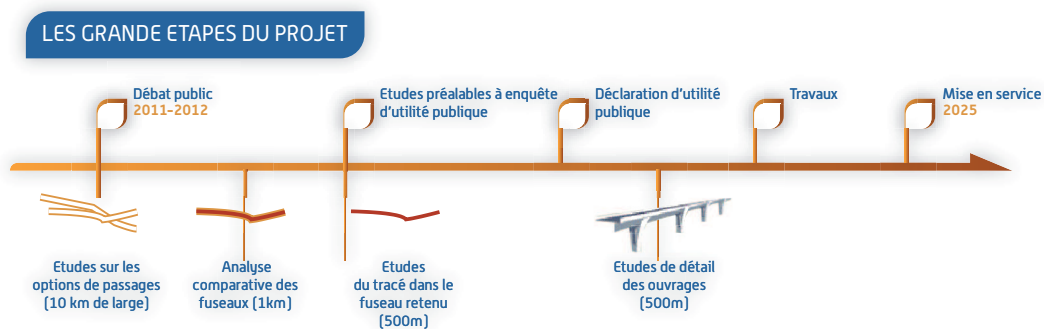 LES GRANDE ETAPES DU PROJET
Débat public
2011-2012
Etudes préalables à enquête
d'utilité publique
Déclaration d'utilité
publique
Travaux
Mise en service
2025
Etudes sur les
options de passages
(10 km de large)
Analyse
comparative des
fuseaux (1km)
Etudes
du tracé dans le
fuseau retenu
(500m)
Etudes de détail
des ouvrages
(500m)